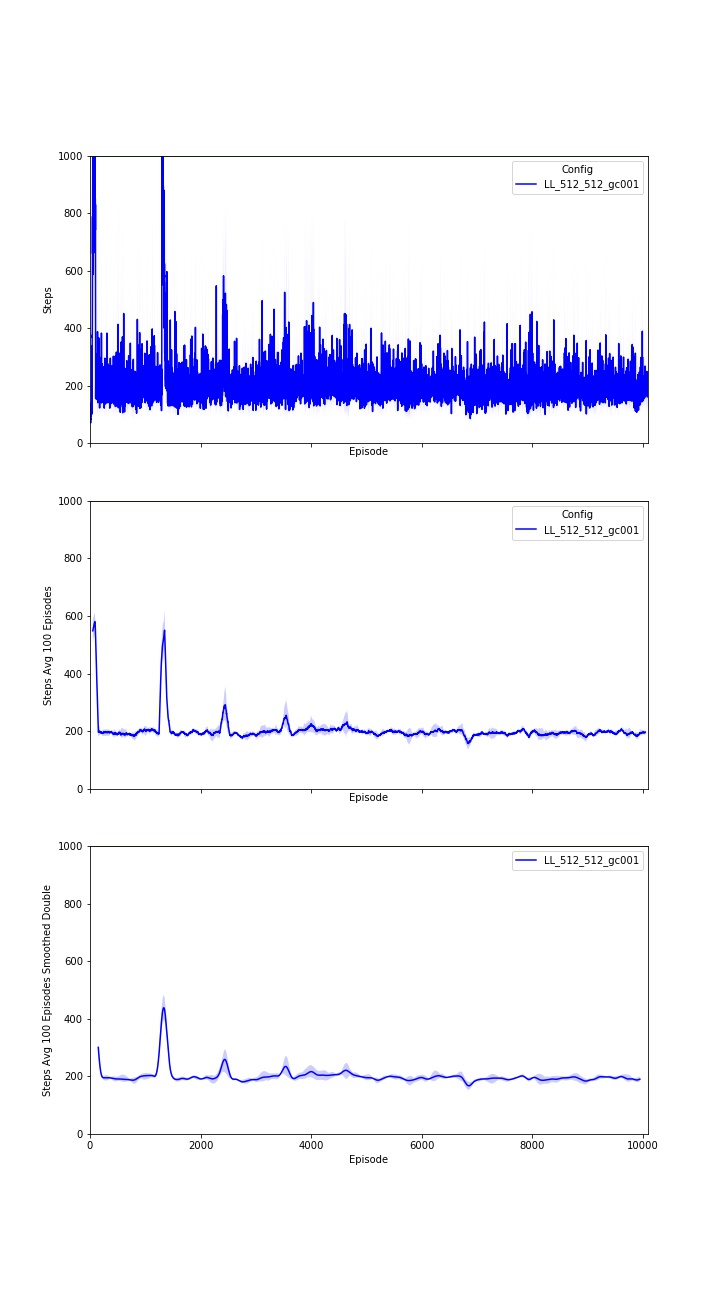 1000
800
600
400
200
0
Steps
Config
LL_512_512_gc001
Episode
1000
800
600
400
200
0
Steps Avg 100 Episodes
Config
LL_512_512_gc001
Episode
1000
800
600
400
200
0
Steps Avg 100 Episodes Smoothed Double
LL_512_512_gc001
0 2000 4000 6000 8000 10000
Episode